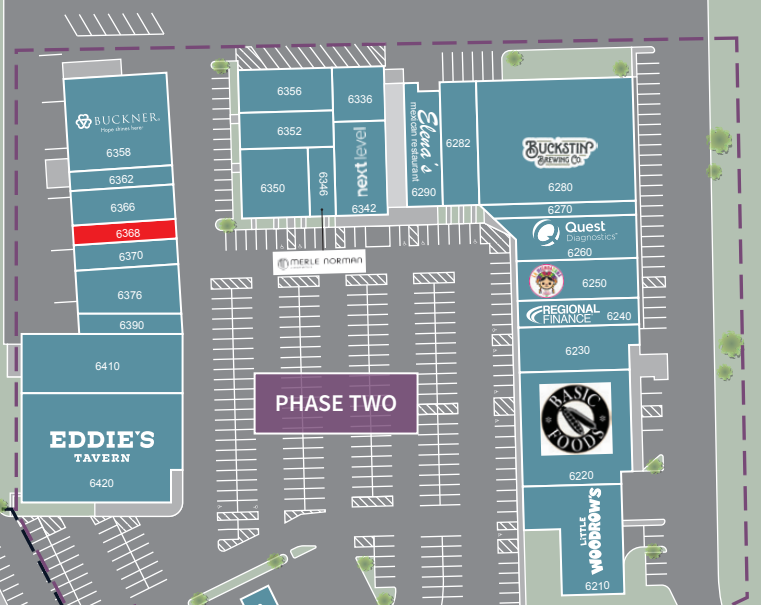 BUCKNER®
Hope shines here®
6358
6362
6366
6368
6370
6376
6390
6410
EDDIE'S
TAVERN
6420
6356
6352
6350
6346
6336
next level
6342
MERLE NORMAN
Elena's
mexican restaurant
6290
6282
BUCKSTIN
BREWING CO.
6280
6270
Quest
Diagnostics™
6260
6250
REGIONAL
FINANCE
6240
6230
BASIC
FOODS
6220
LITTLE
WOODROW'S
6210
PHASE TWO